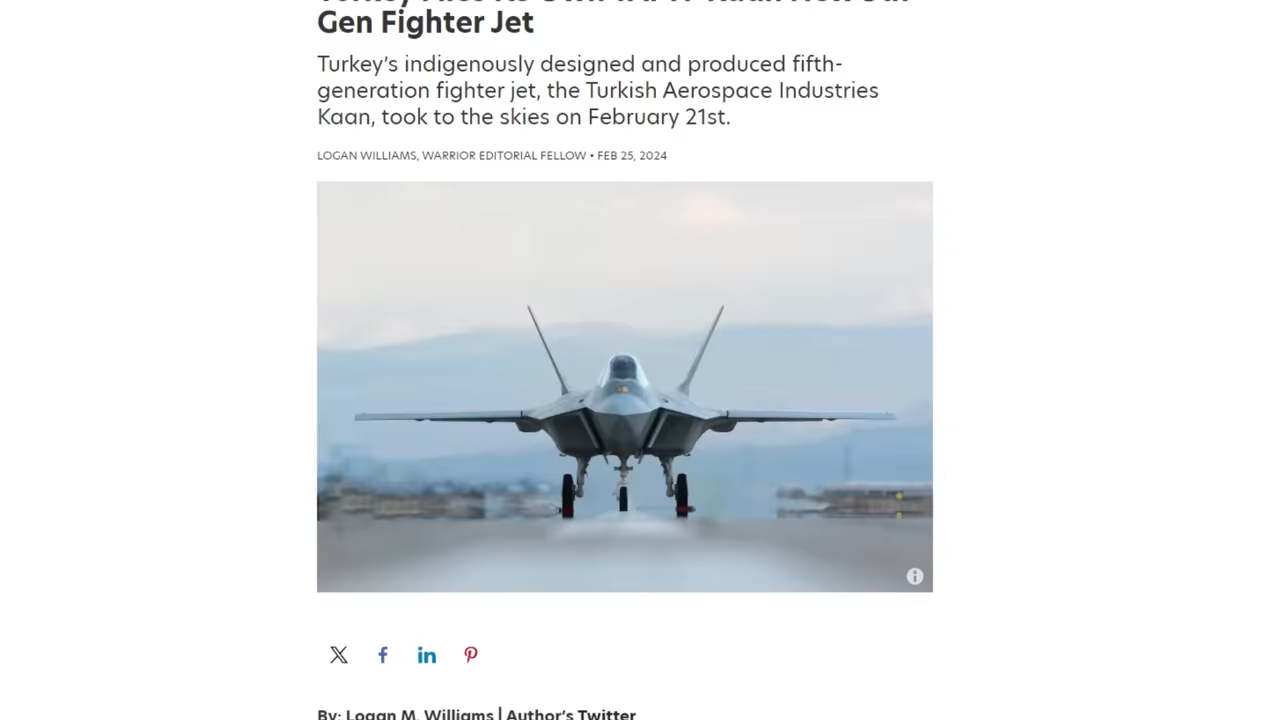 Gen Fighter Jet
Turkey’s indigenously designed and produced fifth-
generation fighter jet, the Turkish Aerospace Industries
Kaan, took to the skies on February 21st.
LOGAN WILLIAMS, WARRIOR EDITORIAL FELLOW • FEB 25, 2024
By: Logan M. Williams | Author’s Twitter